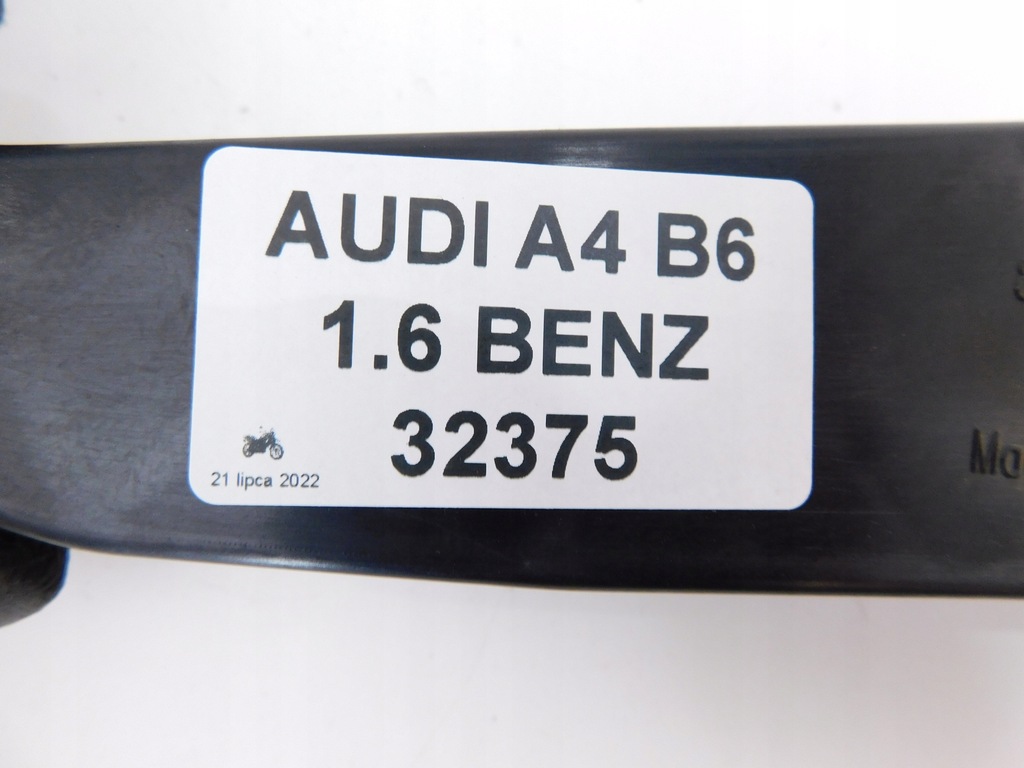 AUDI A4 B6
1.6 BENZ
32375
21 lipca 2022